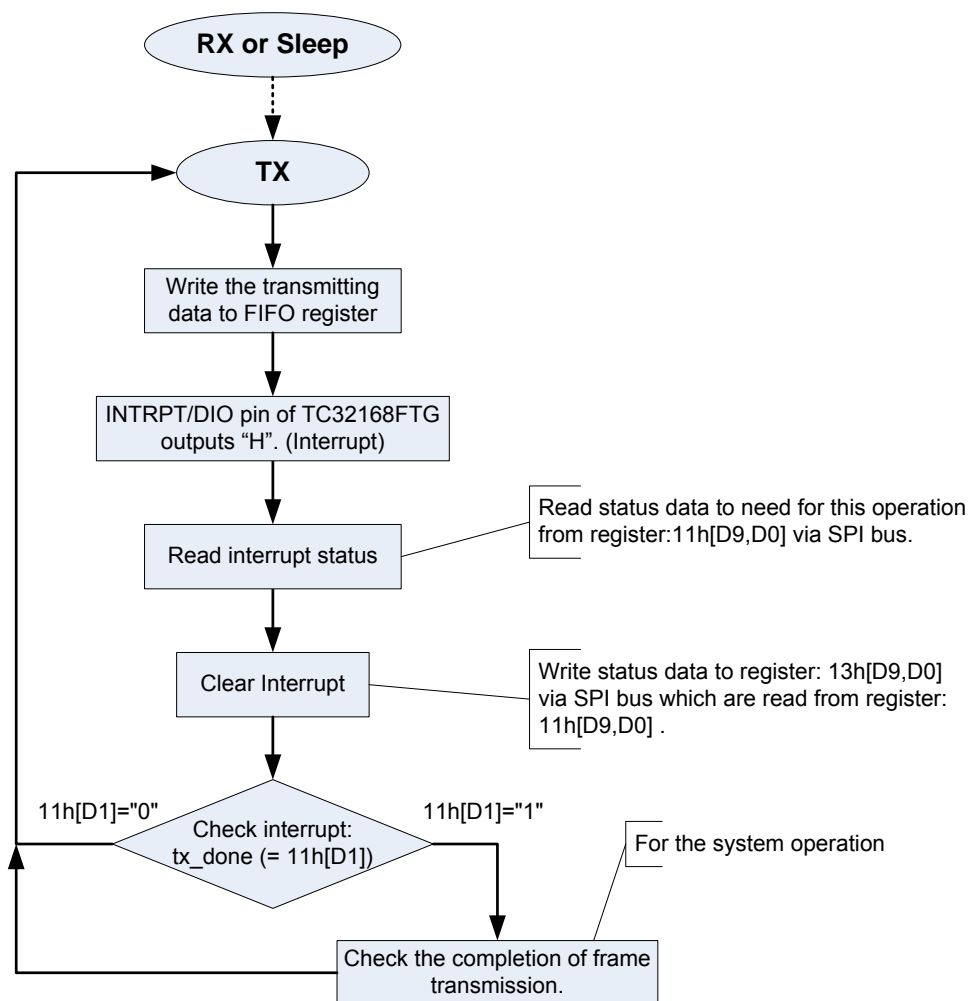 RX or Sleep
TX
Write the transmitting
data to FIFO register
INTRPT/DIO pin of TC32168FTG
outputs “H”. (Interrupt)
Read status data to need for this operation
from register:11h[D9,D0] via SPI bus.
Read interrupt status
Write status data to register: 13h[D9,D0]
via SPI bus which are read from register:
11h[D9,D0] .
Clear Interrupt
11h[D1]="0"
11h[D1]="1"
Check interrupt:
tx_done (= 11h[D1])
For the system operation
Check the completion of frame
transmission.